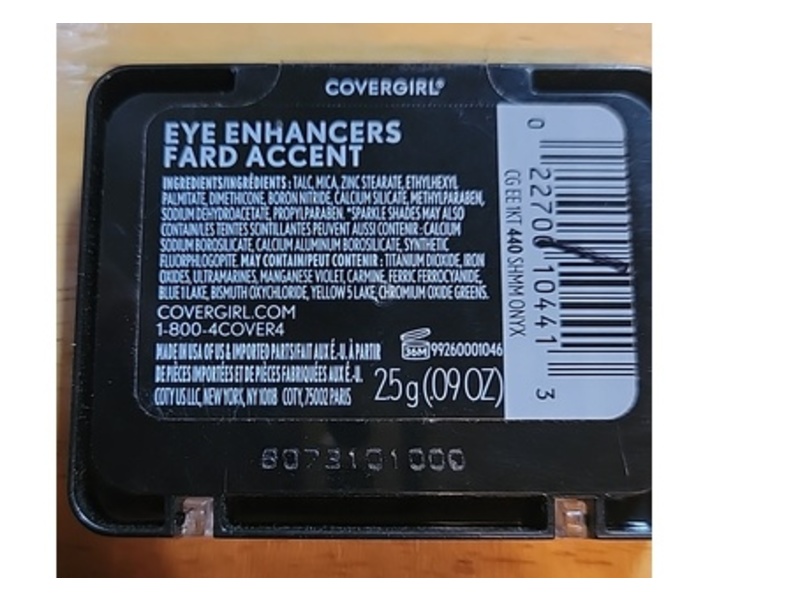 COVERGIRL®
EYE ENHANCERS
FARD ACCENT
INGREDIENTS/INGRÉDIENTS : TALC, MICA, ZINC STEARATE, ETHYLHEXYL
PALMITATE, DIMETHICONE, BORON NITRIDE, CALCIUM SILICATE, METHYLPARABEN,
SODIUM DEHYDROACETATE, PROPYLPARABEN. *SPARKLE SHADES MAY ALSO
CONTAIN/LES TEINTES SCINTILLANTES PEUVENT AUSSI CONTENIR : CALCIUM
SODIUM BOROSILICATE, CALCIUM ALUMINUM BOROSILICATE, SYNTHETIC
FLUORPHLOGOPITE. MAY CONTAIN/PEUT CONTENIR : TITANIUM DIOXIDE, IRON
OXIDES, ULTRAMARINES, MANGANESE VIOLET, CARMINE, FERRIC FERROCYANIDE,
BLUE 1 LAKE, BISMUTH OXYCHLORIDE, YELLOW 5 LAKE, CHROMIUM OXIDE GREENS.
COVERGIRL.COM
1-800-4COVER4
MADE IN USA OF US & IMPORTED PARTS/FAIT AUX É.-U. À PARTIR
DE PIÈCES IMPORTÉES ET DE PIÈCES FABRIQUÉES AUX É.-U.
COTY US LLC, NEW YORK, NY 10118 COTY, 75002 PARIS
36M 99260001046
2.5 g (.09 OZ)
CG EE 1KT 440 SHMM ONYX
0 22700 10441 3
8073101000